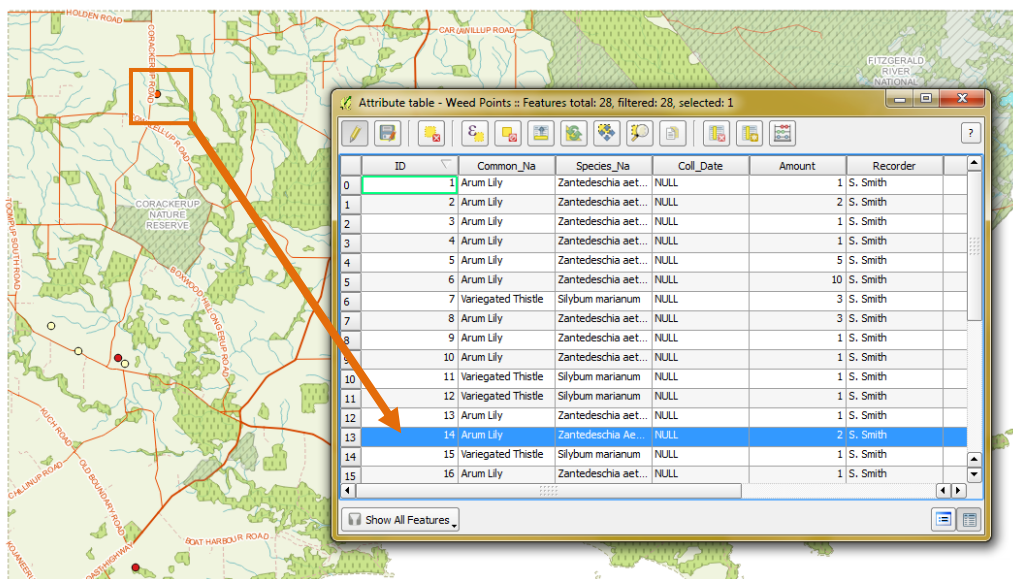 HOLDEN ROAD
CORACKERUP ROAD
CARLAWILLUP ROAD
FITZGERALD
RIVER
NATIONAL
CORACKERUP
NATURE
RESERVE
TOOMPUP SOUTH ROAD
BOXWOOD HILL-ONGERUP ROAD
KUCH ROAD
CHILLINUP ROAD
OLD BOUNDARY ROAD
BOAT HARBOUR ROAD
Attribute table - Weed Points :: Features total: 28, filtered: 28, selected: 1
?
ID Common_Na Species_Na Coll_Date Amount Recorder
0 1 Arum Lily Zantedeschia aet... NULL 1 S. Smith
1 2 Arum Lily Zantedeschia aet... NULL 2 S. Smith
2 3 Arum Lily Zantedeschia aet... NULL 1 S. Smith
3 4 Arum Lily Zantedeschia aet... NULL 1 S. Smith
4 5 Arum Lily Zantedeschia aet... NULL 5 S. Smith
5 6 Arum Lily Zantedeschia aet... NULL 10 S. Smith
6 7 Variegated Thistle Silybum marianum NULL 3 S. Smith
7 8 Arum Lily Zantedeschia aet... NULL 3 S. Smith
8 9 Arum Lily Zantedeschia aet... NULL 1 S. Smith
9 10 Arum Lily Zantedeschia aet... NULL 1 S. Smith
10 11 Variegated Thistle Silybum marianum NULL 1 S. Smith
11 12 Variegated Thistle Silybum marianum NULL 1 S. Smith
12 13 Arum Lily Zantedeschia aet... NULL 1 S. Smith
13 14 Arum Lily Zantedeschia Ae... NULL 2 S. Smith
14 15 Variegated Thistle Silybum marianum NULL 1 S. Smith
15 16 Arum Lily Zantedeschia aet... NULL 1 S. Smith
Show All Features